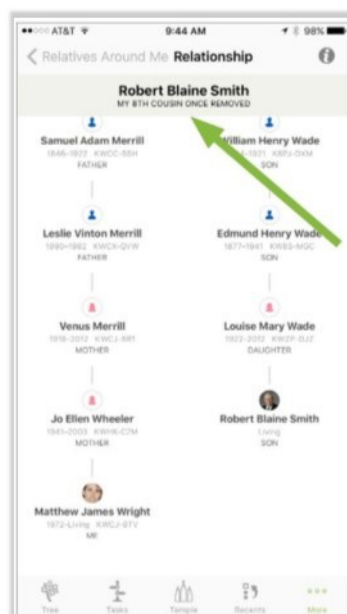 AT&T 9:44 AM 98%
Relatives Around Me Relationship
Robert Blaine Smith
MY 8TH COUSIN ONCE REMOVED
Samuel Adam Merrill
FATHER
William Henry Wade
SON
Leslie Vinton Merrill
FATHER
Edmund Henry Wade
SON
Venus Merrill
MOTHER
Louise Mary Wade
DAUGHTER
Jo Ellen Wheeler
MOTHER
Robert Blaine Smith
Living
SON
Matthew James Wright
ME
Tree Tasks Temple Recents More